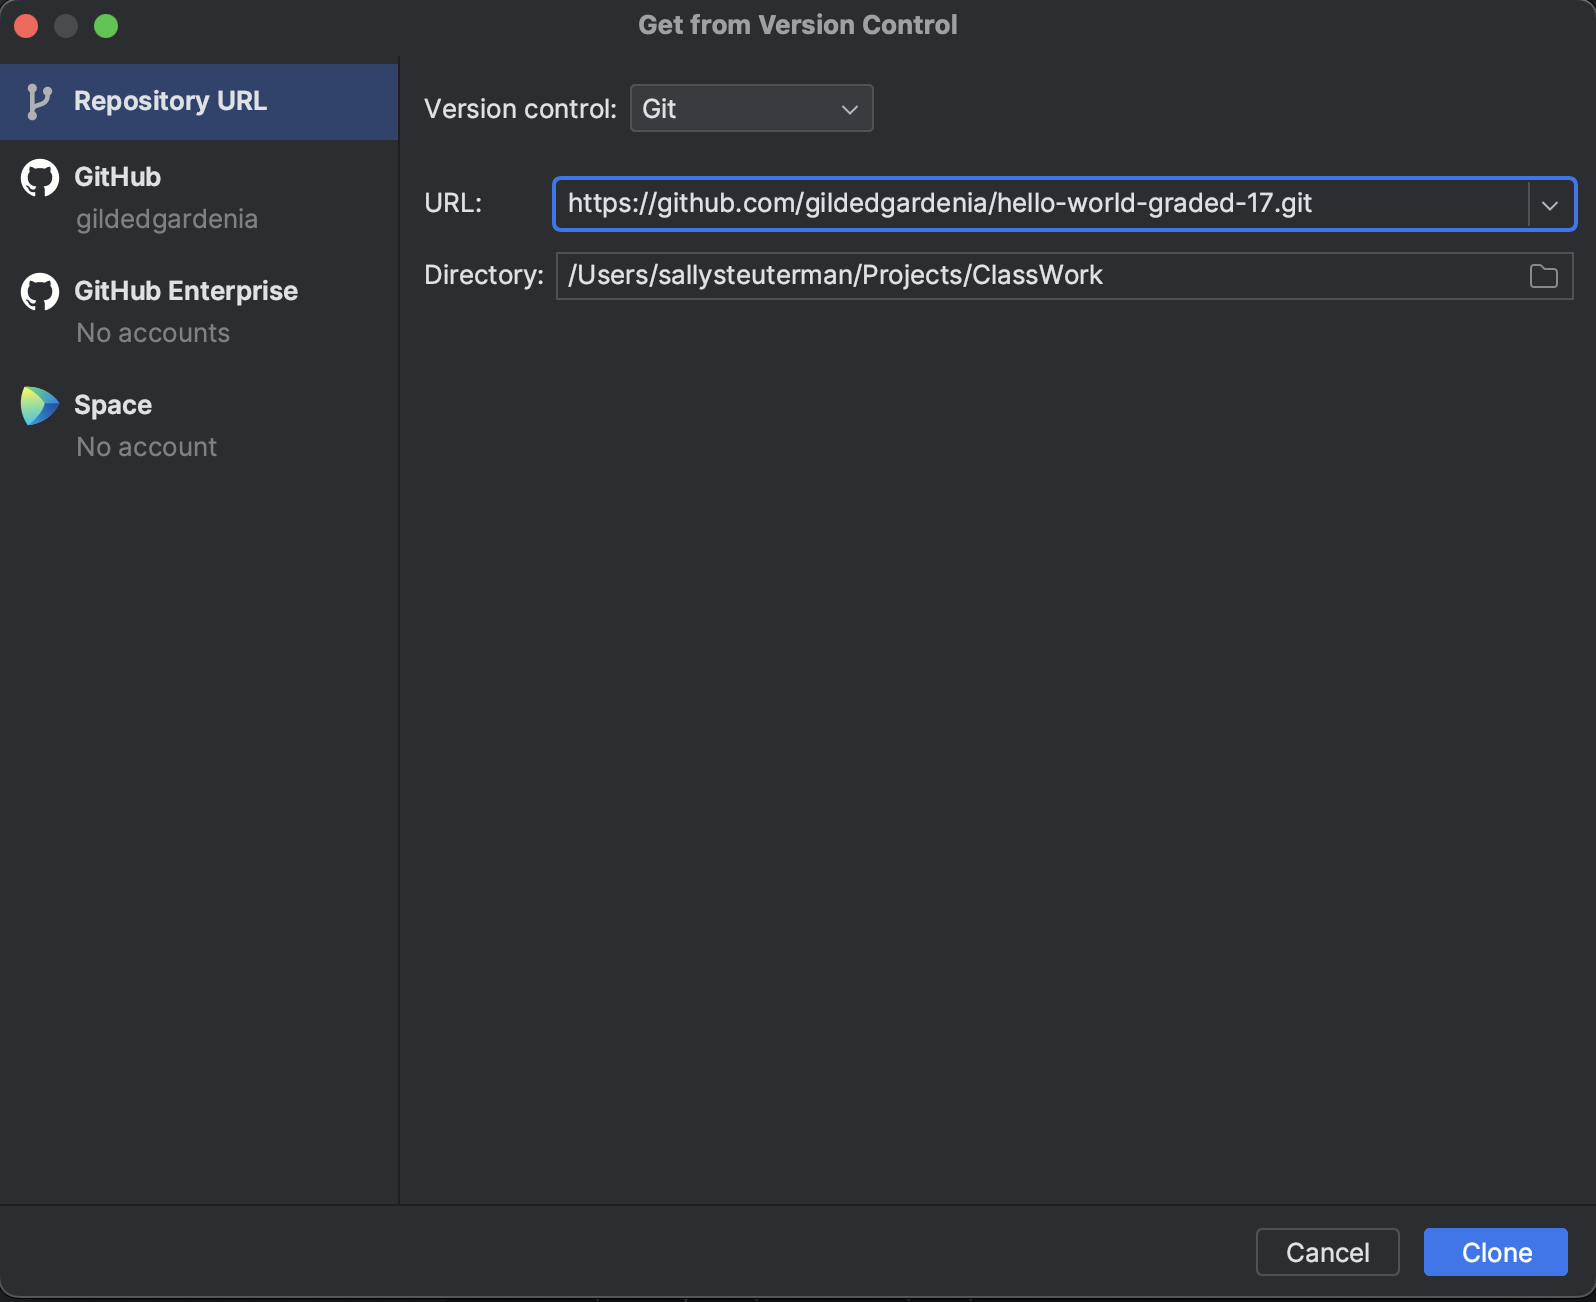 Get from Version Control
Repository URL
GitHub
gildedgardenia
GitHub Enterprise
No accounts
Space
No account
Version control: Git
URL: https://github.com/gildedgardenia/hello-world-graded-17.git
Directory: /Users/sallysteuterman/Projects/ClassWork
Cancel Clone